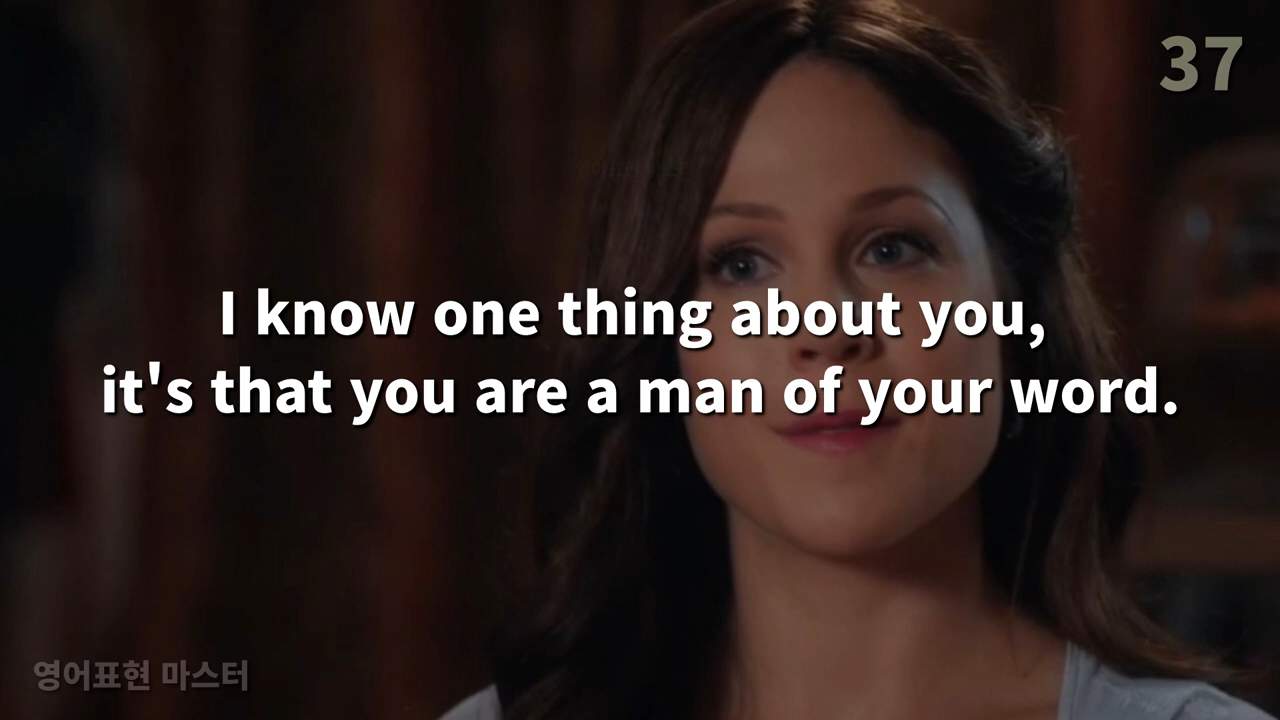 37
I know one thing about you,
it's that you are a man of your word.
영어표현 마스터